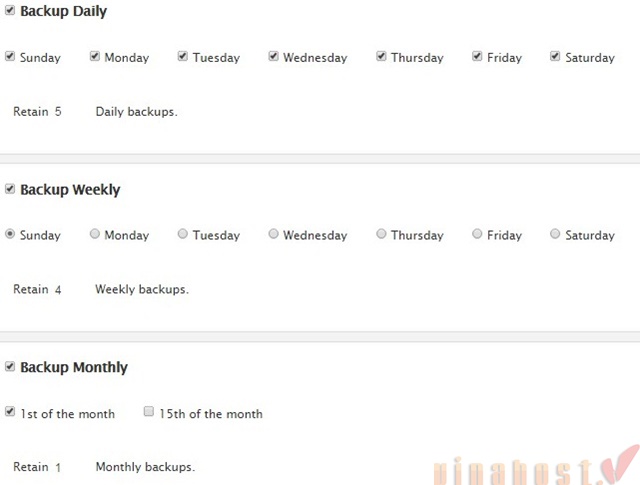 Backup Daily
Sunday Monday Tuesday Wednesday Thursday Friday Saturday
Retain 5 Daily backups.
Backup Weekly
Sunday Monday Tuesday Wednesday Thursday Friday Saturday
Retain 4 Weekly backups.
Backup Monthly
1st of the month 15th of the month
Retain 1 Monthly backups.